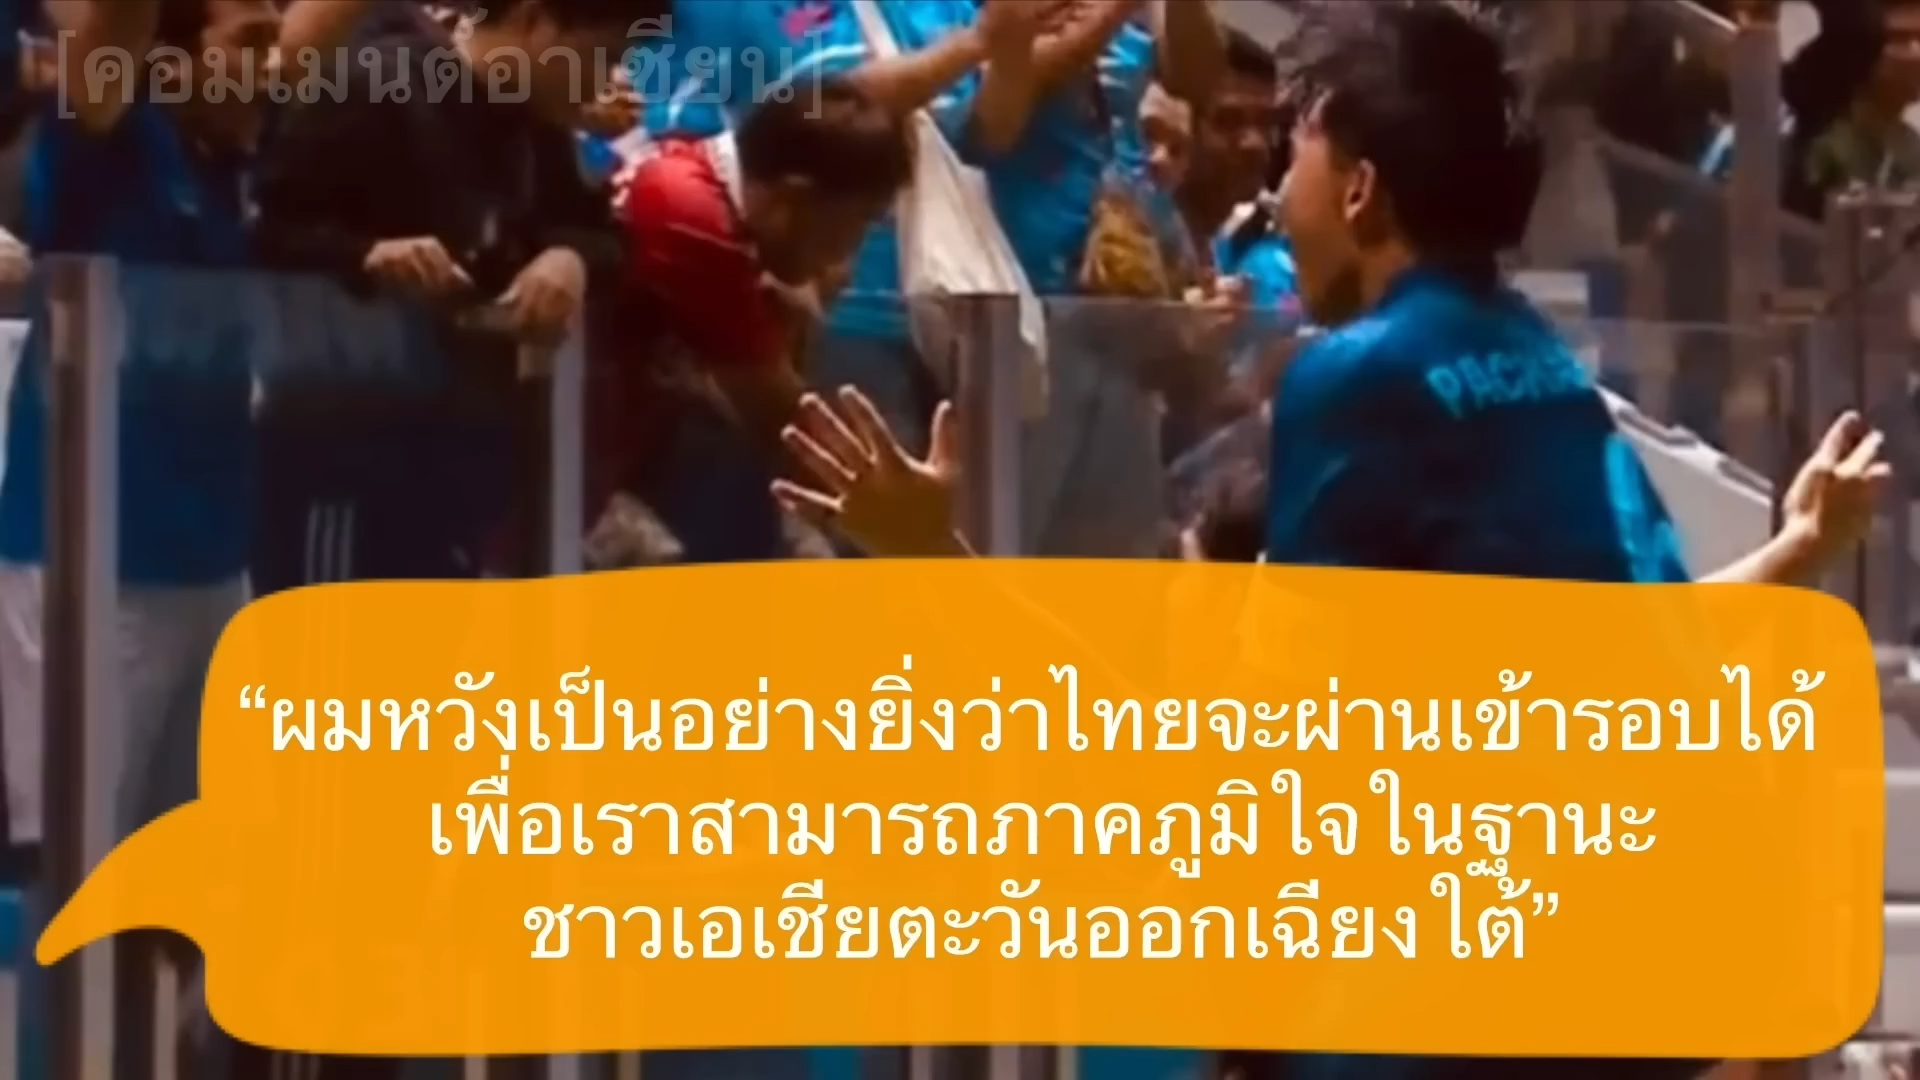 [คอมเมนต์อาเซียน]
“ผมหวังเป็นอย่างยิ่งว่าไทยจะผ่านเข้ารอบได้
เพื่อเราสามารถภาคภูมิใจในฐานะ
ชาวเอเชียตะวันออกเฉียงใต้”